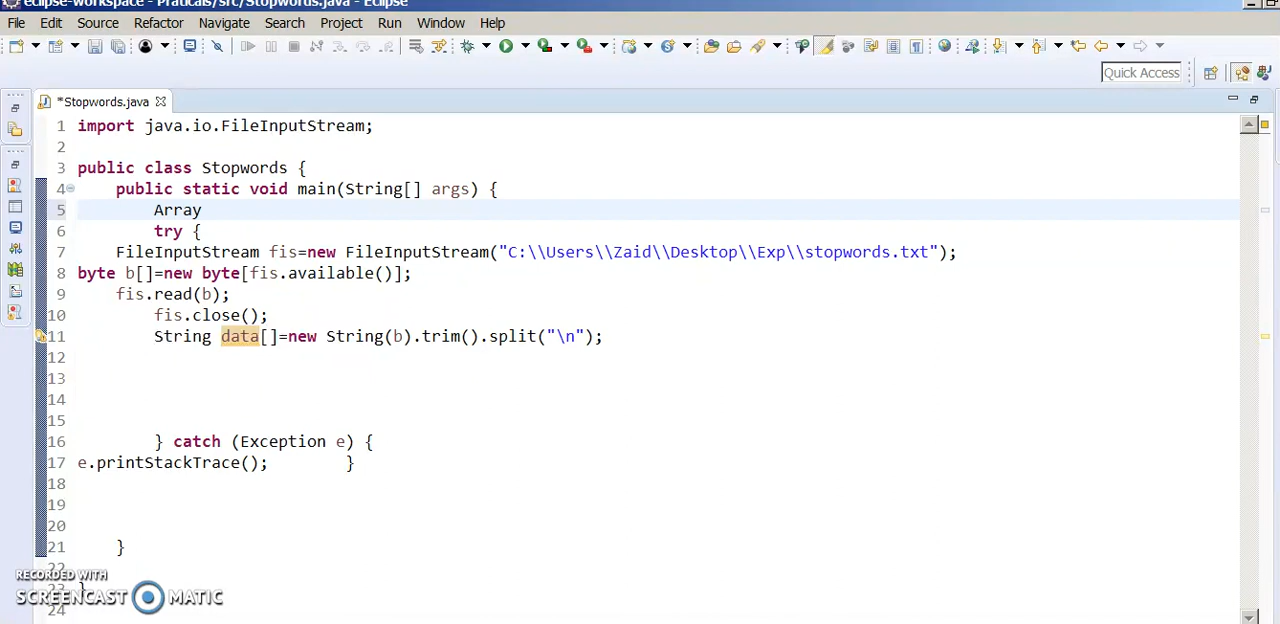 eclipse-workspace - Praticals/src/Stopwords.java - Eclipse
File Edit Source Refactor Navigate Search Project Run Window Help
Quick Access
*Stopwords.java
1 import java.io.FileInputStream;
2
3 public class Stopwords {
4 public static void main(String[] args) {
5 Array
6 try {
7 FileInputStream fis=new FileInputStream("C:\\Users\\Zaid\\Desktop\\Exp\\stopwords.txt");
8 byte b[]=new byte[fis.available()];
9 fis.read(b);
10 fis.close();
11 String data[]=new String(b).trim().split("\n");
12
13
14
15
16 } catch (Exception e) {
17 e.printStackTrace(); }
18
19
20
21 }
22
RECORDED WITH
23 }
SCREENCAST MATIC
24